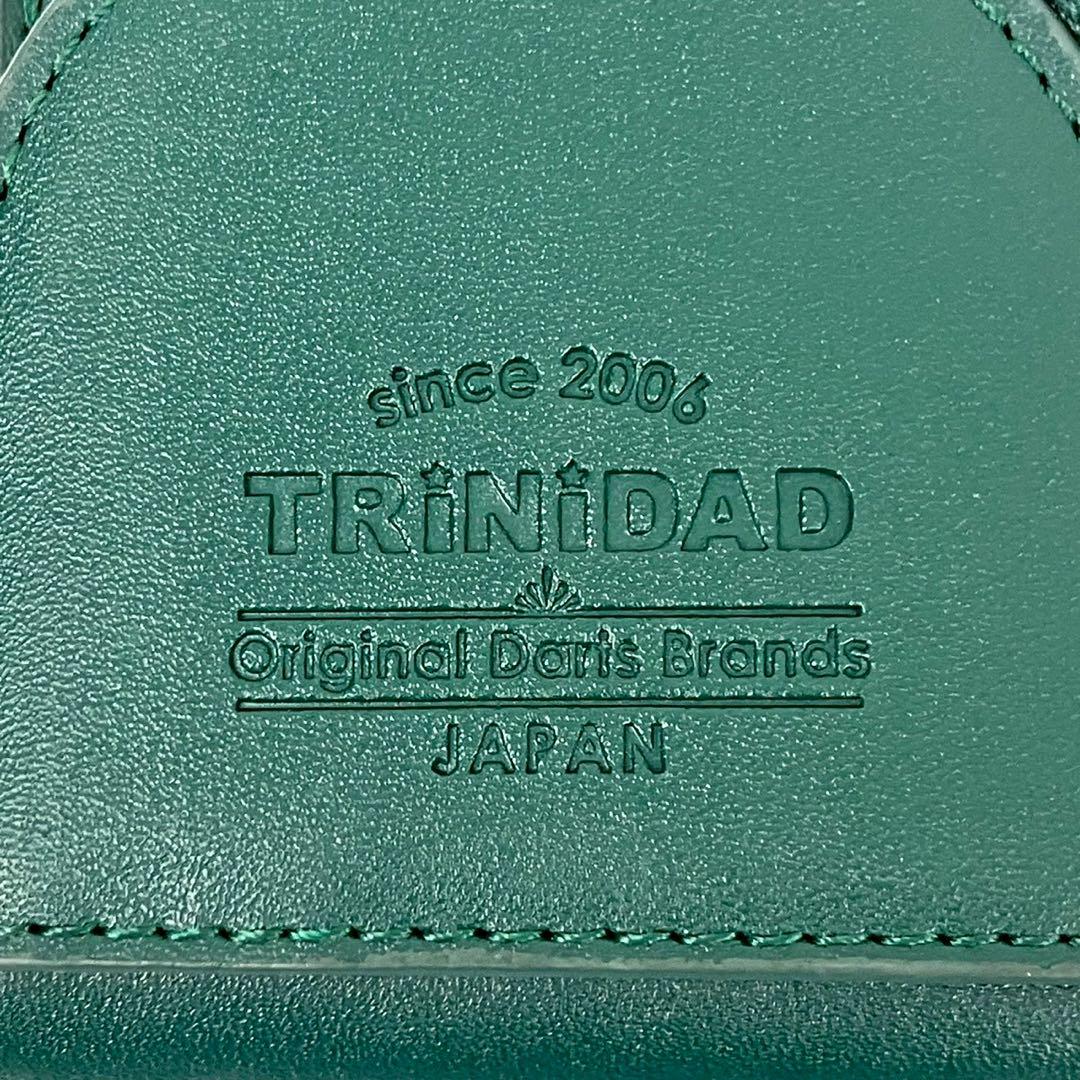 since 2006
TRiNiDAD
Original Darts Brands
JAPAN